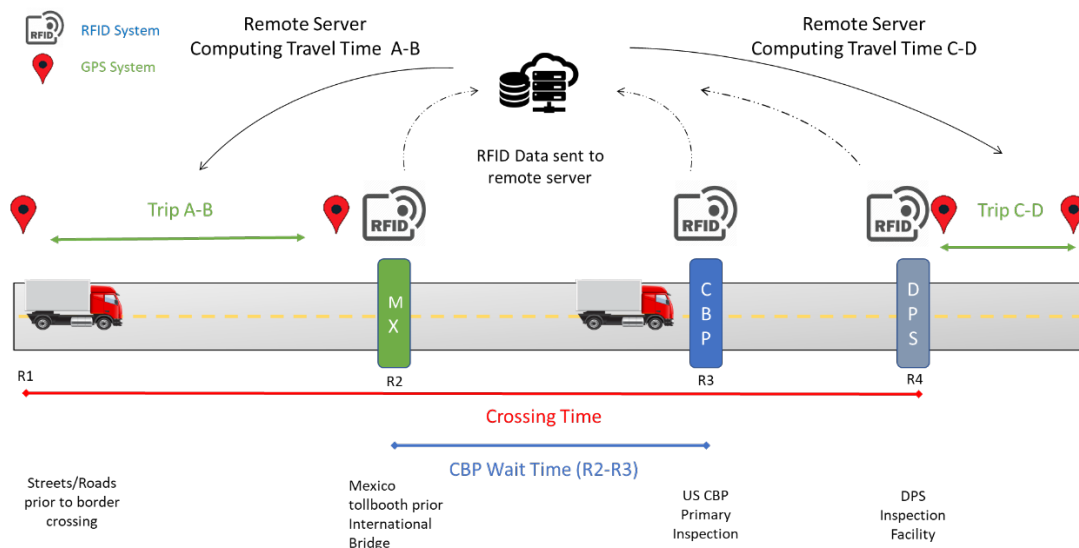 RFID
RFID System
GPS System
Remote Server
Computing Travel Time A-B
Remote Server
Computing Travel Time C-D
RFID Data sent to
remote server
Trip A-B
RFID
RFID
RFID
Trip C-D
M
X
C
B
P
D
P
S
R1
R2
R3
R4
Crossing Time
CBP Wait Time (R2-R3)
Streets/Roads
prior to border
crossing
Mexico
tollbooth prior
International
Bridge
US CBP
Primary
Inspection
DPS
Inspection
Facility